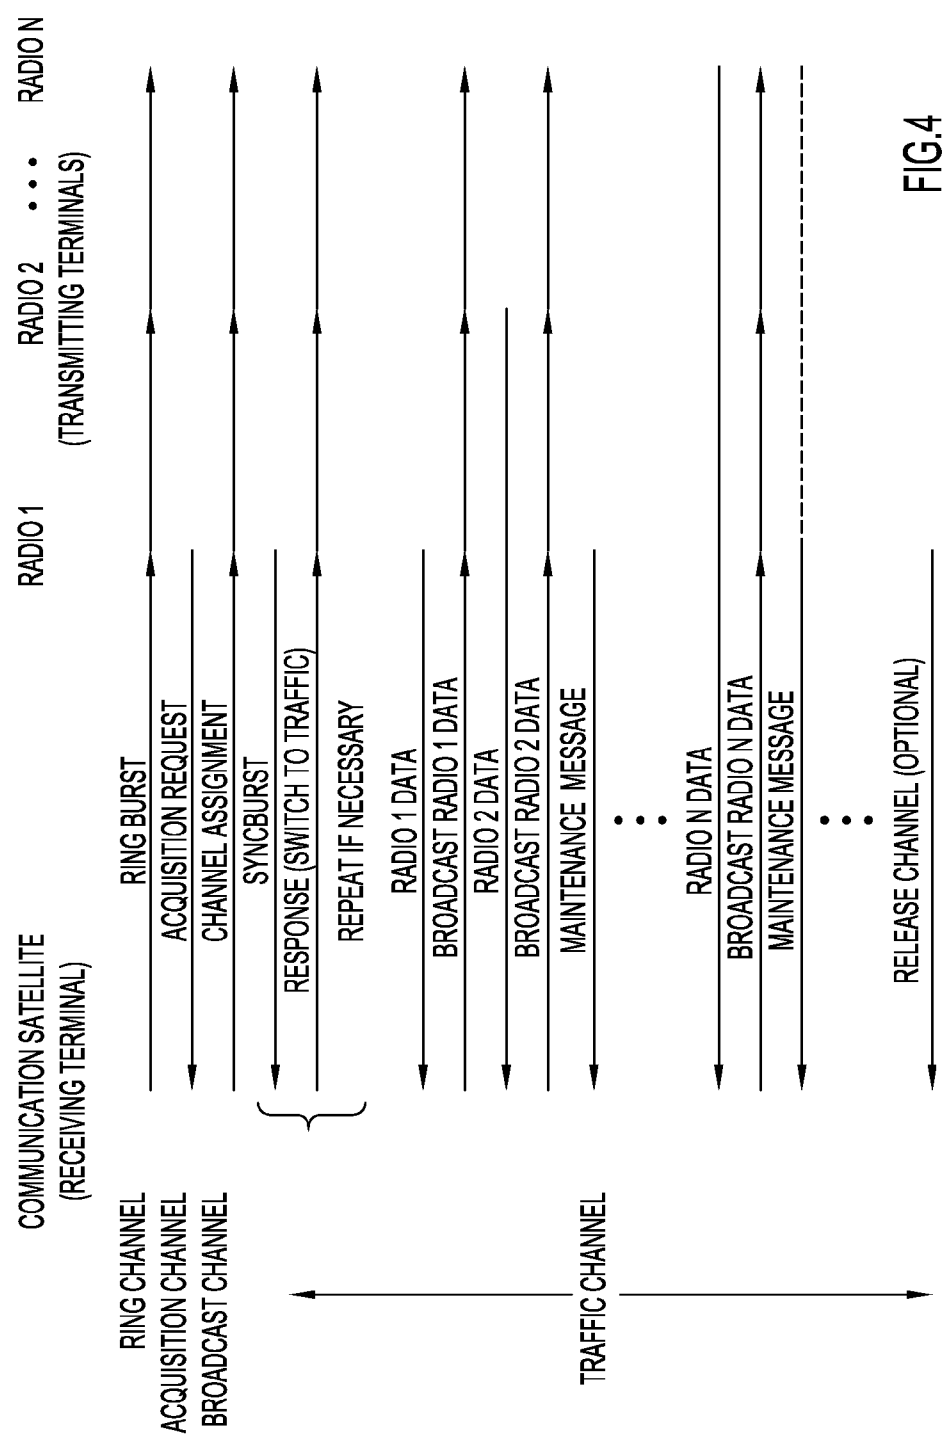 COMMUNICATION SATELLITE
(RECEIVING TERMINAL)
RADIO 1
RADIO 2
• • •
RADIO N
(TRANSMITTING TERMINALS)
RING CHANNEL
RING BURST
ACQUISITION CHANNEL
ACQUISITION REQUEST
BROADCAST CHANNEL
CHANNEL ASSIGNMENT
SYNCBURST
RESPONSE (SWITCH TO TRAFFIC)
REPEAT IF NECESSARY
RADIO 1 DATA
BROADCAST RADIO 1 DATA
RADIO 2 DATA
BROADCAST RADIO 2 DATA
MAINTENANCE MESSAGE
TRAFFIC CHANNEL
• • •
RADIO N DATA
BROADCAST RADIO N DATA
MAINTENANCE MESSAGE
• • •
RELEASE CHANNEL (OPTIONAL)
FIG.4